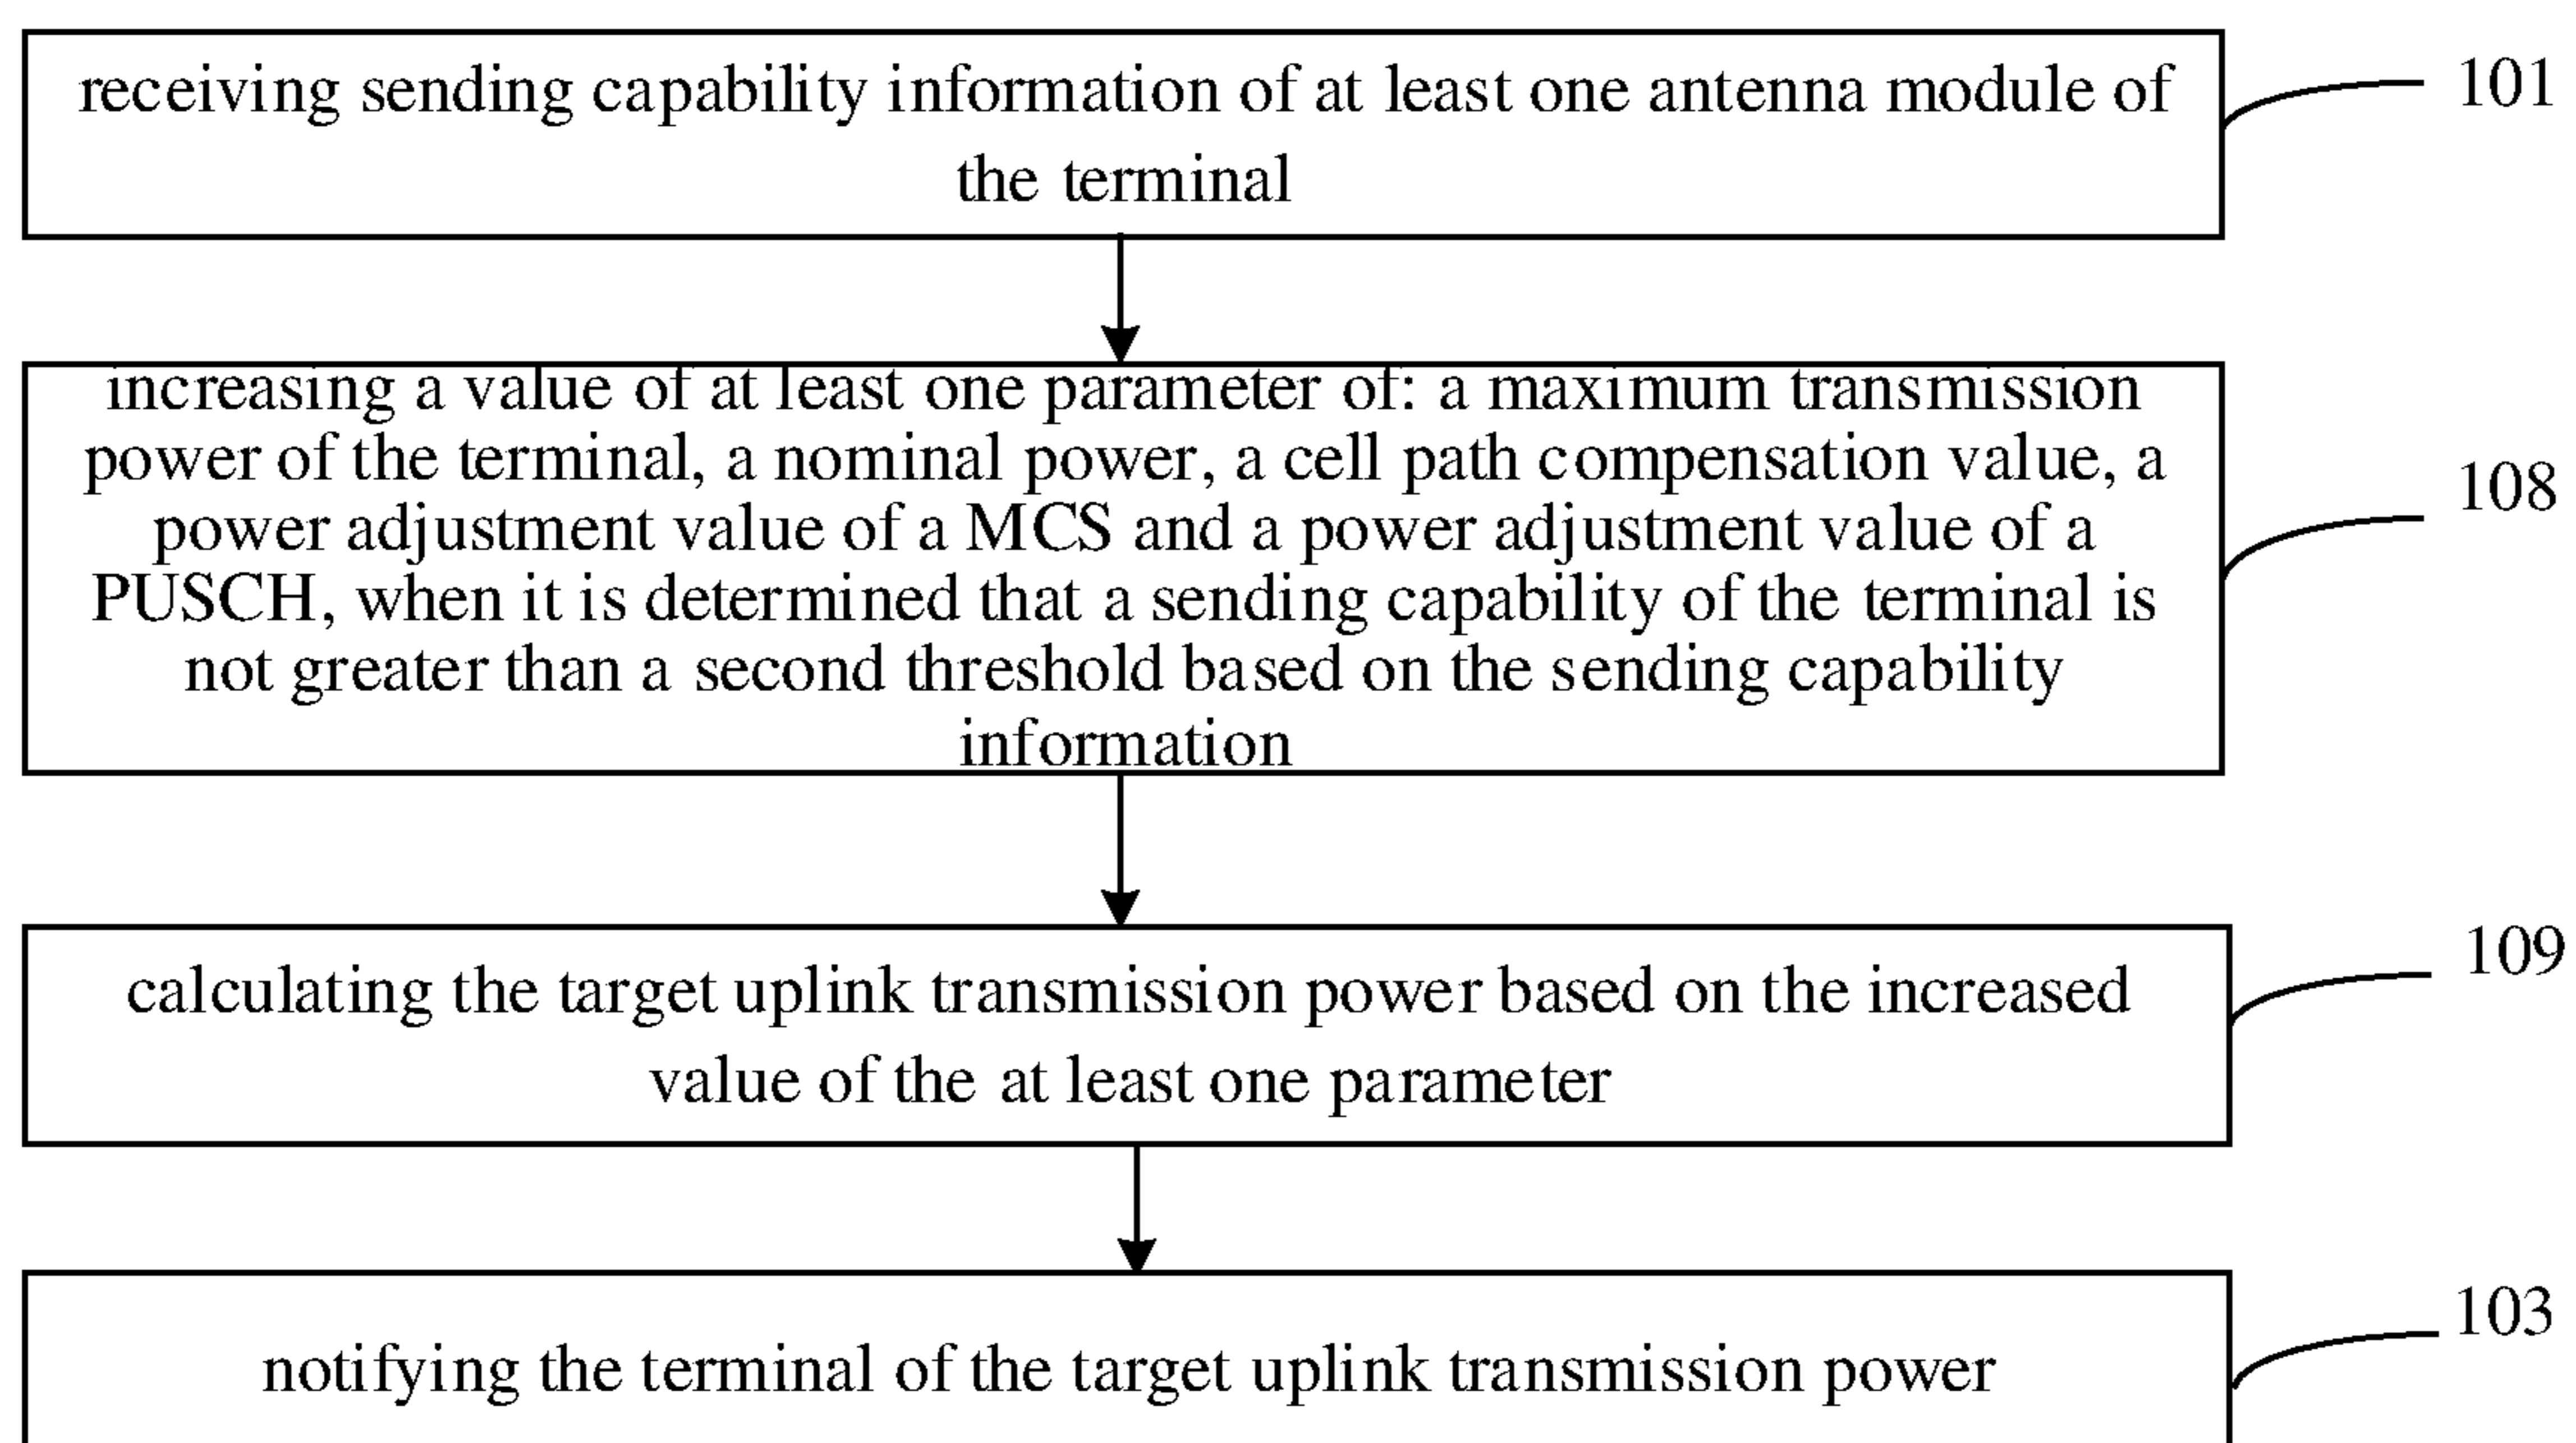 receiving sending capability information of at least one antenna module of
the terminal
101
increasing a value of at least one parameter of: a maximum transmission
power of the terminal, a nominal power, a cell path compensation value, a
power adjustment value of a MCS and a power adjustment value of a
PUSCH, when it is determined that a sending capability of the terminal is
not greater than a second threshold based on the sending capability
information
108
calculating the target uplink transmission power based on the increased
value of the at least one parameter
109
notifying the terminal of the target uplink transmission power
103